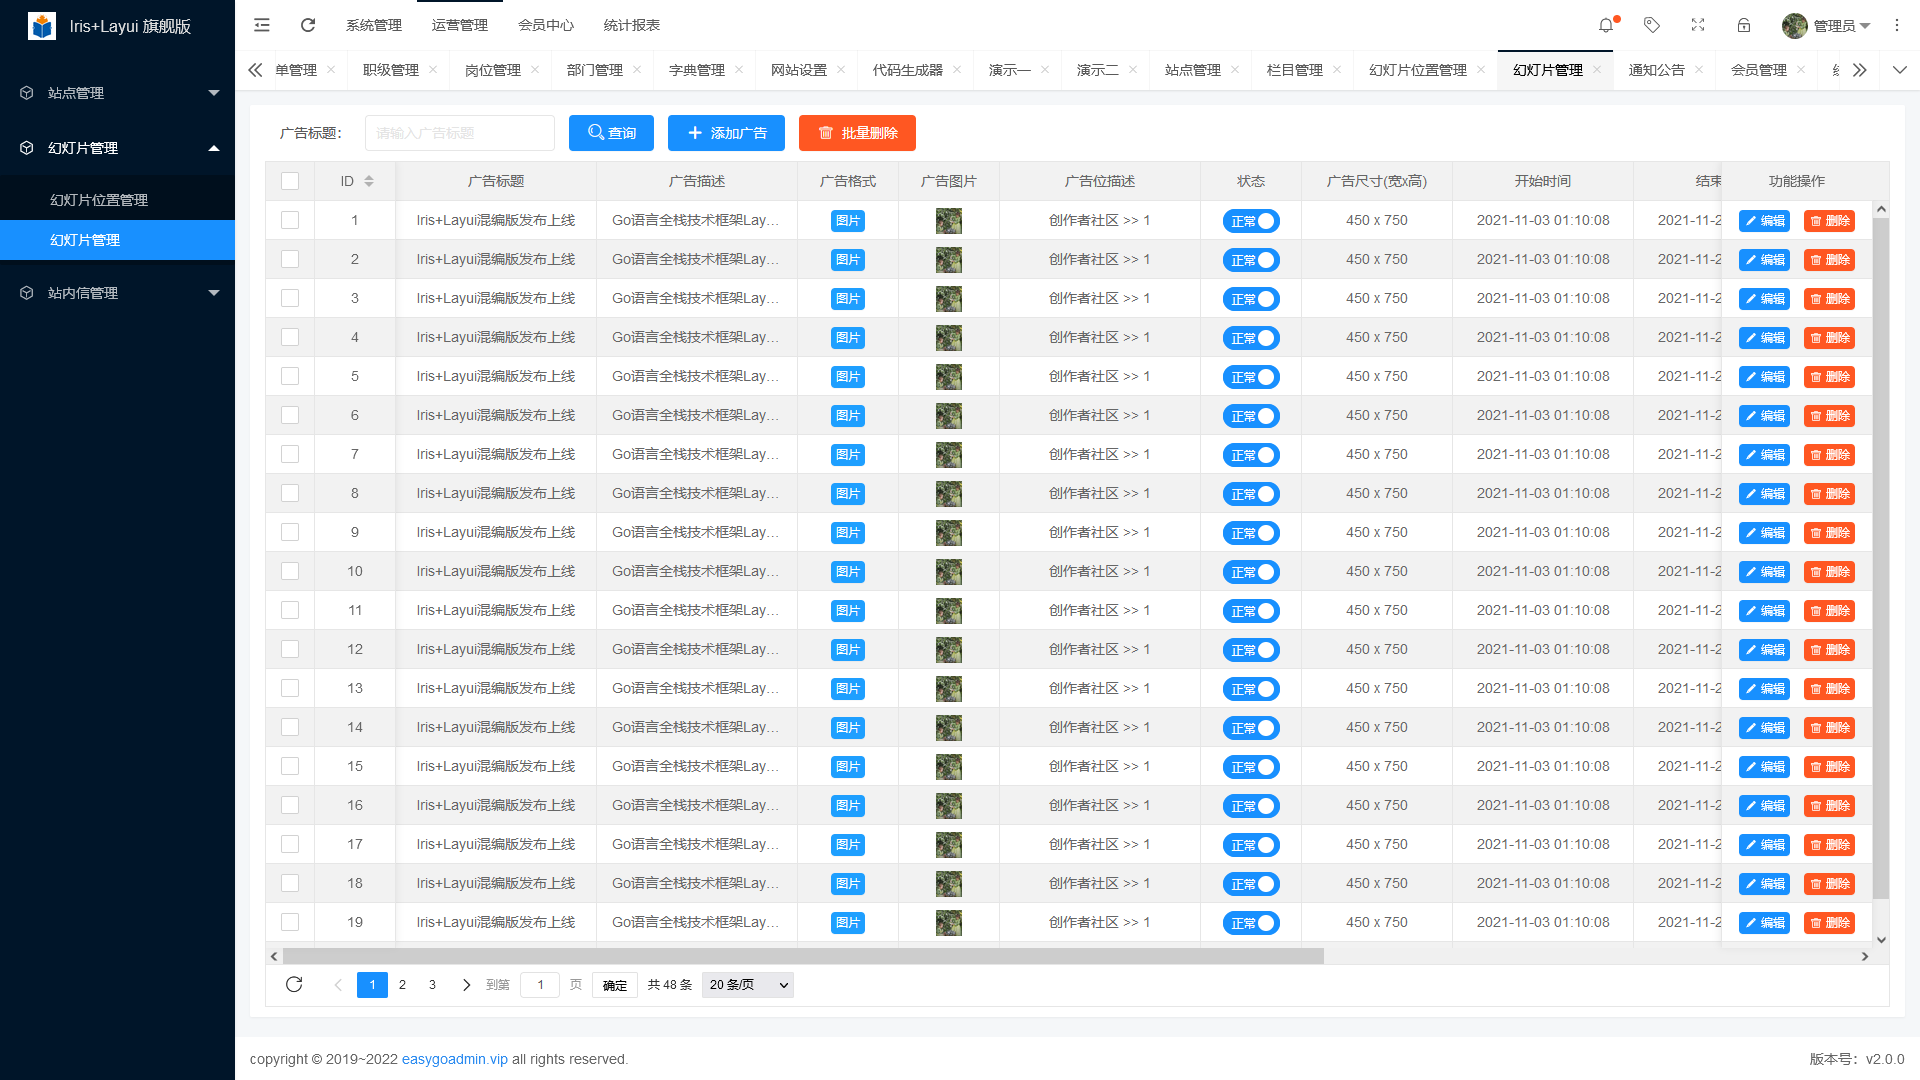 Iris+Layui 旗舰版
系统管理 运营管理 会员中心 统计报表 管理员
单管理 职级管理 岗位管理 部门管理 字典管理 网站设置 代码生成器 演示一 演示二 站点管理 栏目管理 幻灯片位置管理 幻灯片管理 通知公告 会员管理
站点管理
幻灯片管理
幻灯片位置管理
幻灯片管理
站内信管理
广告标题： 请输入广告标题 查询 添加广告 批量删除
ID 广告标题 广告描述 广告格式 广告图片 广告位描述 状态 广告尺寸(宽x高) 开始时间 结束 功能操作
1 Iris+Layui混编版发布上线 Go语言全栈技术框架Lay... 图片 创作者社区 >> 1 正常 450 x 750 2021-11-03 01:10:08 2021-11-2 编辑 删除
2 Iris+Layui混编版发布上线 Go语言全栈技术框架Lay... 图片 创作者社区 >> 1 正常 450 x 750 2021-11-03 01:10:08 2021-11-2 编辑 删除
3 Iris+Layui混编版发布上线 Go语言全栈技术框架Lay... 图片 创作者社区 >> 1 正常 450 x 750 2021-11-03 01:10:08 2021-11-2 编辑 删除
4 Iris+Layui混编版发布上线 Go语言全栈技术框架Lay... 图片 创作者社区 >> 1 正常 450 x 750 2021-11-03 01:10:08 2021-11-2 编辑 删除
5 Iris+Layui混编版发布上线 Go语言全栈技术框架Lay... 图片 创作者社区 >> 1 正常 450 x 750 2021-11-03 01:10:08 2021-11-2 编辑 删除
6 Iris+Layui混编版发布上线 Go语言全栈技术框架Lay... 图片 创作者社区 >> 1 正常 450 x 750 2021-11-03 01:10:08 2021-11-2 编辑 删除
7 Iris+Layui混编版发布上线 Go语言全栈技术框架Lay... 图片 创作者社区 >> 1 正常 450 x 750 2021-11-03 01:10:08 2021-11-2 编辑 删除
8 Iris+Layui混编版发布上线 Go语言全栈技术框架Lay... 图片 创作者社区 >> 1 正常 450 x 750 2021-11-03 01:10:08 2021-11-2 编辑 删除
9 Iris+Layui混编版发布上线 Go语言全栈技术框架Lay... 图片 创作者社区 >> 1 正常 450 x 750 2021-11-03 01:10:08 2021-11-2 编辑 删除
10 Iris+Layui混编版发布上线 Go语言全栈技术框架Lay... 图片 创作者社区 >> 1 正常 450 x 750 2021-11-03 01:10:08 2021-11-2 编辑 删除
11 Iris+Layui混编版发布上线 Go语言全栈技术框架Lay... 图片 创作者社区 >> 1 正常 450 x 750 2021-11-03 01:10:08 2021-11-2 编辑 删除
12 Iris+Layui混编版发布上线 Go语言全栈技术框架Lay... 图片 创作者社区 >> 1 正常 450 x 750 2021-11-03 01:10:08 2021-11-2 编辑 删除
13 Iris+Layui混编版发布上线 Go语言全栈技术框架Lay... 图片 创作者社区 >> 1 正常 450 x 750 2021-11-03 01:10:08 2021-11-2 编辑 删除
14 Iris+Layui混编版发布上线 Go语言全栈技术框架Lay... 图片 创作者社区 >> 1 正常 450 x 750 2021-11-03 01:10:08 2021-11-2 编辑 删除
15 Iris+Layui混编版发布上线 Go语言全栈技术框架Lay... 图片 创作者社区 >> 1 正常 450 x 750 2021-11-03 01:10:08 2021-11-2 编辑 删除
16 Iris+Layui混编版发布上线 Go语言全栈技术框架Lay... 图片 创作者社区 >> 1 正常 450 x 750 2021-11-03 01:10:08 2021-11-2 编辑 删除
17 Iris+Layui混编版发布上线 Go语言全栈技术框架Lay... 图片 创作者社区 >> 1 正常 450 x 750 2021-11-03 01:10:08 2021-11-2 编辑 删除
18 Iris+Layui混编版发布上线 Go语言全栈技术框架Lay... 图片 创作者社区 >> 1 正常 450 x 750 2021-11-03 01:10:08 2021-11-2 编辑 删除
19 Iris+Layui混编版发布上线 Go语言全栈技术框架Lay... 图片 创作者社区 >> 1 正常 450 x 750 2021-11-03 01:10:08 2021-11-2 编辑 删除
1 2 3 到第 1 页 确定 共 48 条 20 条/页
copyright © 2019~2022 easygoadmin.vip all rights reserved. 版本号：v2.0.0